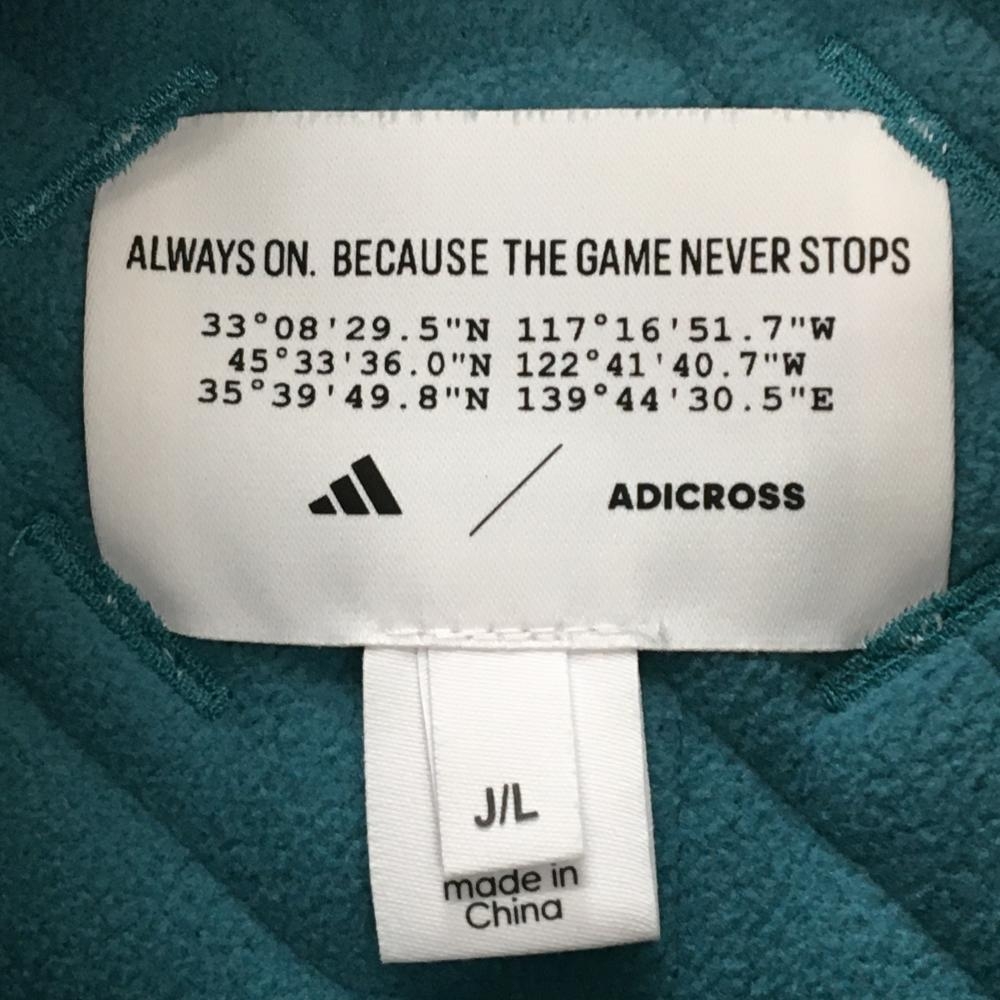 ALWAYS ON. BECAUSE THE GAME NEVER STOPS
33°08'29.5"N 117°16'51.7"W
45°33'36.0"N 122°41'40.7"W
35°39'49.8"N 139°44'30.5"E
ADICROSS
J/L
made in
China